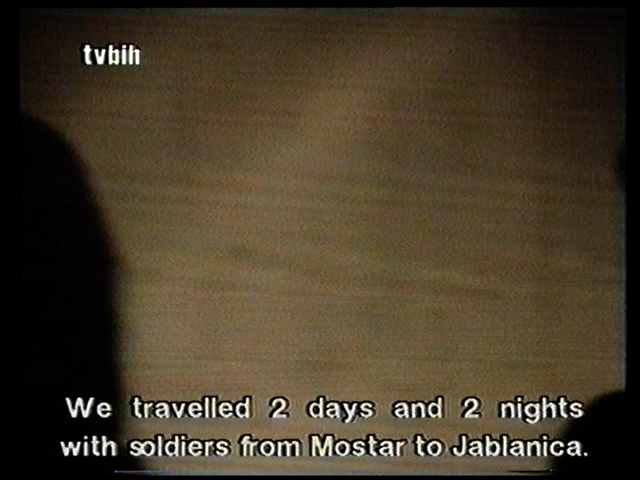 tvbih
We travelled 2 days and 2 nights
with soldiers from Mostar to Jablanica.